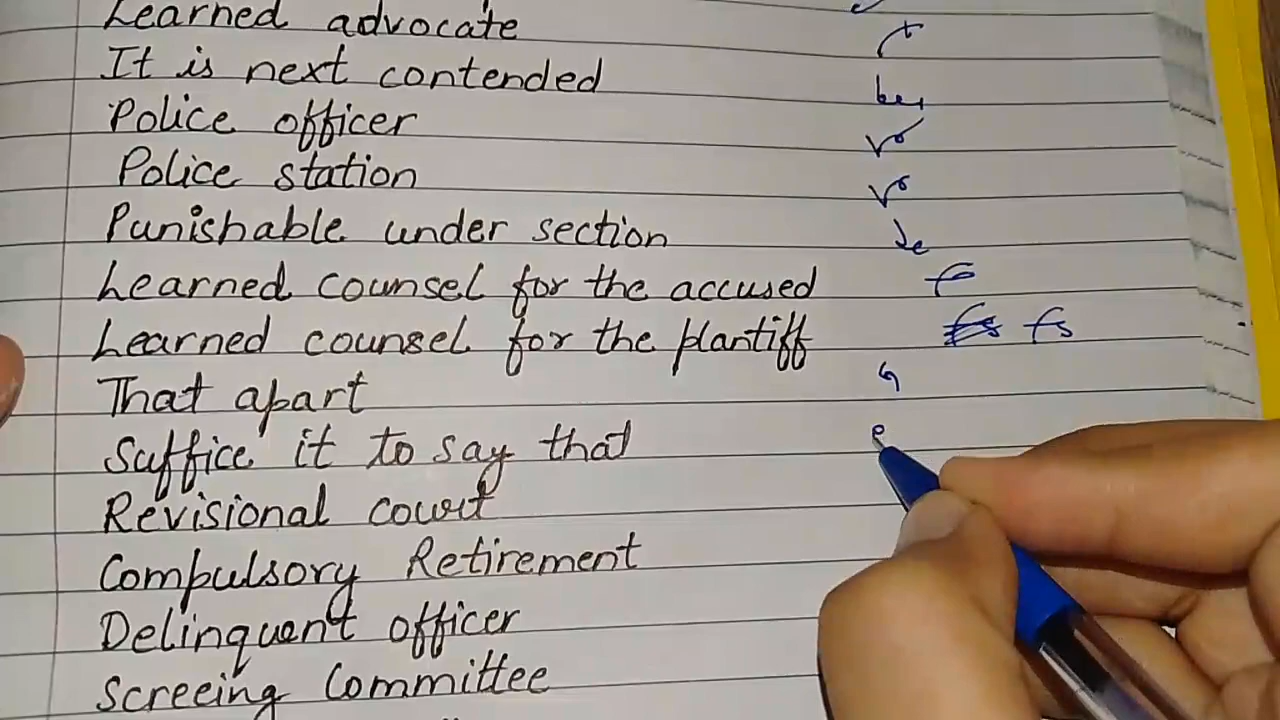 Learned advocate
It is next contended
Police officer
Police station
Punishable under section
Learned counsel for the accused
Learned counsel for the plantiff
That apart
Suffice it to say that
Revisional court
Compulsory Retirement
Delinquent officer
Screeing Committee